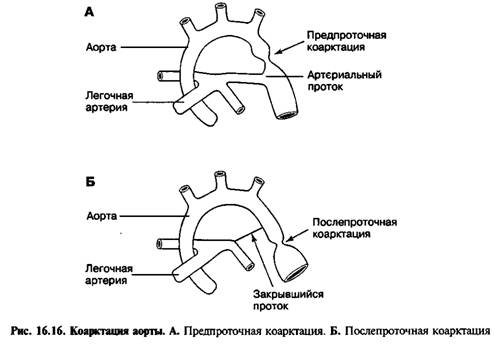 А
Аорта
Предпроточная
коарктация
Артериальный
проток
Легочная
артерия
Б
Аорта
Послепроточная
коарктация
Легочная
артерия
Закрывшийся
проток
Рис. 16.16. Коарктация аорты. А. Предпроточная коарктация. Б. Послепроточная коарктация